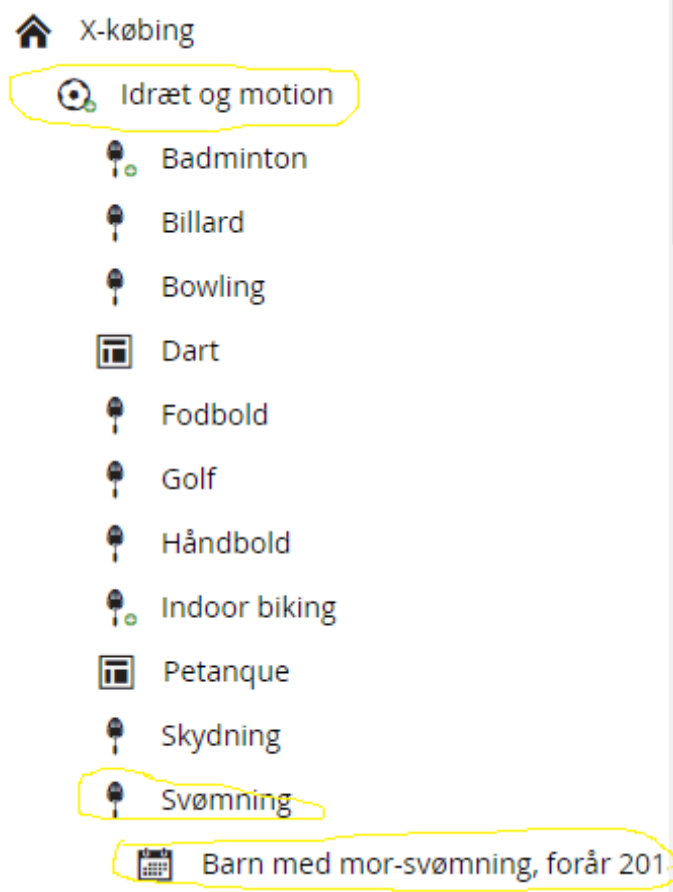 X-købing
Idræt og motion
Badminton
Billard
Bowling
Dart
Fodbold
Golf
Håndbold
Indoor biking
Petanque
Skydning
Svømning
Barn med mor-svømning, forår 201